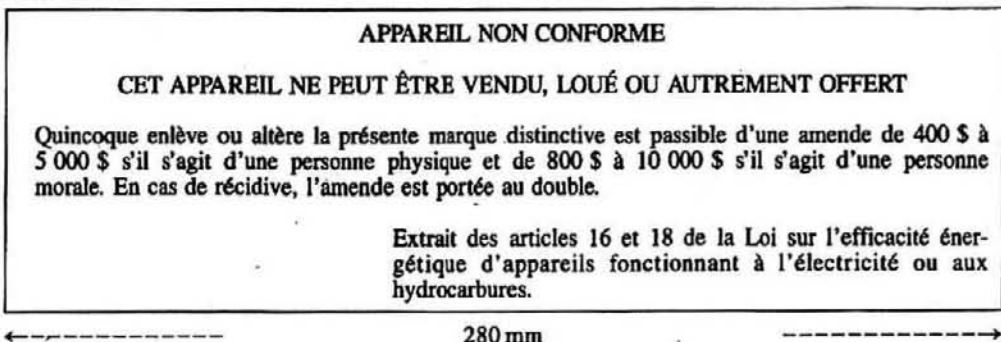 APPAREIL NON CONFORME
CET APPAREIL NE PEUT ÊTRE VENDU, LOUÉ OU AUTREMENT OFFERT
Quincoque enlève ou altère la présente marque distinctive est passible d'une amende de 400 $ à
5 000 $ s'il s'agit d'une personne physique et de 800 $ à 10 000 $ s'il s'agit d'une personne
morale. En cas de récidive, l'amende est portée au double.
Extrait des articles 16 et 18 de la Loi sur l'efficacité éner-
gétique d'appareils fonctionnant à l'électricité ou aux
hydrocarbures.
280 mm